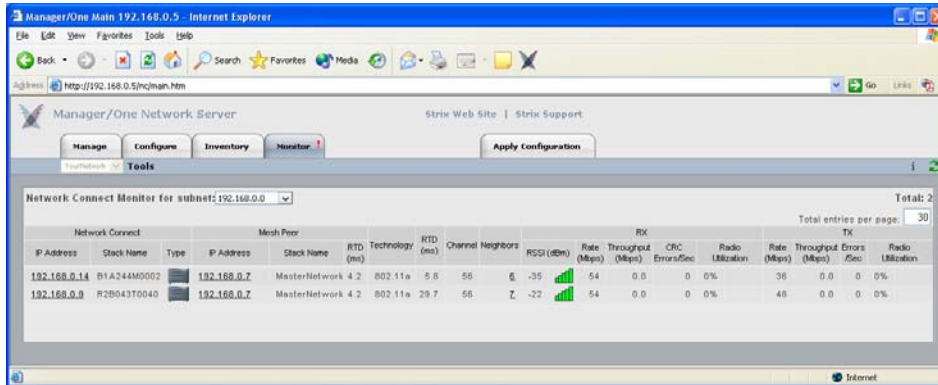 Manager/One Main 192.168.0.5 - Internet Explorer
File Edit View Favorites Tools Help
Back Search Favorites Media
Address http://192.168.0.5/nc/main.htm Go Links
Manager/One Network Server Strix Web Site | Strix Support
Manage Configure Inventory Monitor ! Apply Configuration
YourNetwork Tools i
Network Connect Monitor for subnet: 192.168.0.0 Total: 2
Total entries per page: 30
Network Connect Mesh Peer Technology RTD (ms) Channel Neighbors RX TX
IP Address Stack Name Type IP Address Stack Name RTD (ms) RSSI (dBm) Rate (Mbps) Throughput (Mbps) CRC Errors/Sec Radio Utilization Rate (Mbps) Throughput (Mbps) Errors /Sec Radio Utilization
192.168.0.14 B1A244M0002 192.168.0.7 MasterNetwork 4.2 802.11a 5.8 56 6 -35 54 0.0 0 0% 36 0.0 0 0%
192.168.0.9 R2B043T0040 192.168.0.7 MasterNetwork 4.2 802.11a 29.7 56 7 -22 54 0.0 0 0% 48 0.0 0 0%
Internet